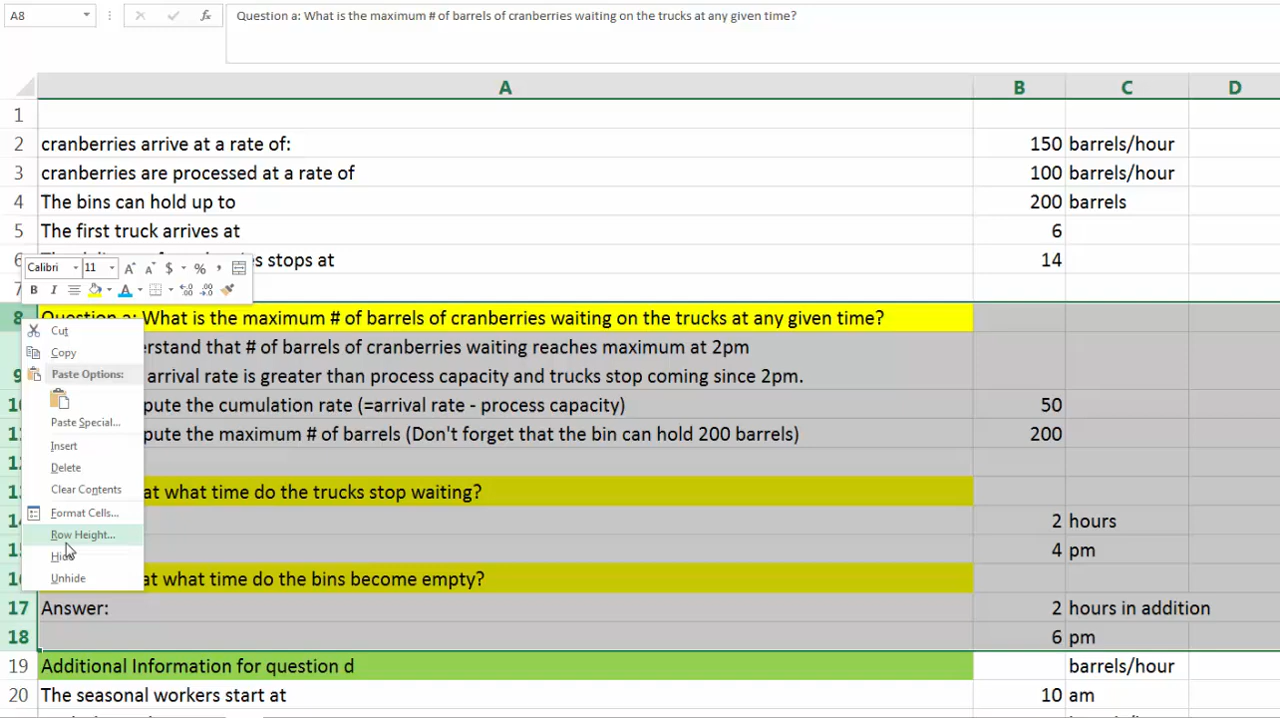 A8
fx
Question a: What is the maximum # of barrels of cranberries waiting on the trucks at any given time?
A B C D
1
2 cranberries arrive at a rate of: 150 barrels/hour
3 cranberries are processed at a rate of 100 barrels/hour
4 The bins can hold up to 200 barrels
5 The first truck arrives at 6
6 s stops at 14
Calibri 11 A A $ % ,
7
B I A
8 Question a: What is the maximum # of barrels of cranberries waiting on the trucks at any given time?
Cut
erstand that # of barrels of cranberries waiting reaches maximum at 2pm
Copy
9 arrival rate is greater than process capacity and trucks stop coming since 2pm.
Paste Options:
10 pute the cumulation rate (=arrival rate - process capacity) 50
Paste Special...
11 pute the maximum # of barrels (Don't forget that the bin can hold 200 barrels) 200
Insert
12
Delete
13 at what time do the trucks stop waiting?
Clear Contents
14 2 hours
Format Cells...
Row Height...
15 4 pm
Hide
16 at what time do the bins become empty?
Unhide
17 Answer: 2 hours in addition
18 6 pm
19 Additional Information for question d barrels/hour
20 The seasonal workers start at 10 am